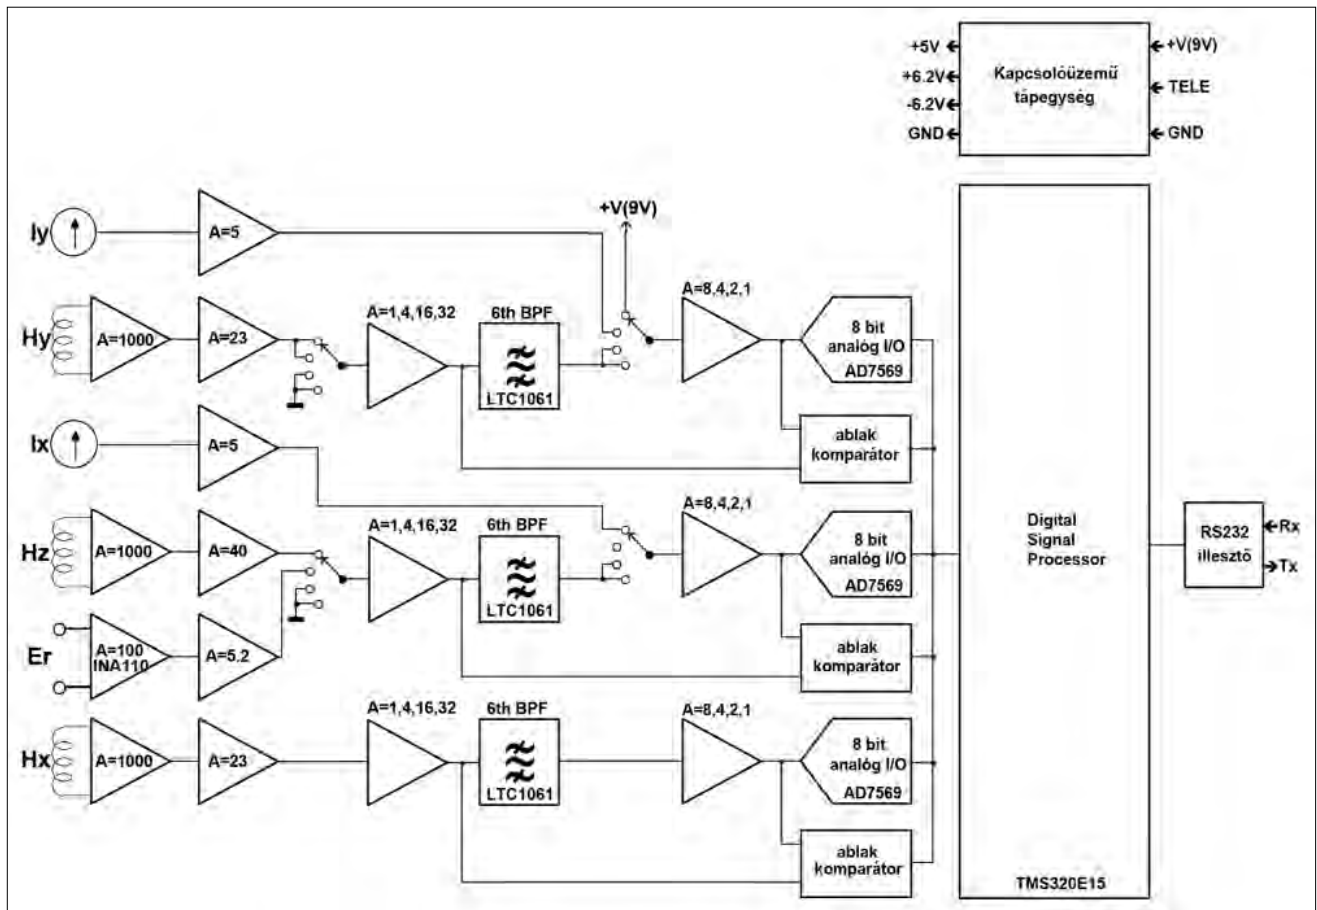 +5V
+6.2V
-6.2V
GND
Kapcsolóüzemű
tápegység
+V(9V)
TELE
GND
Iy
A=5
+V(9V)
Hy
A=1000
A=23
A=1,4,16,32
6th BPF
LTC1061
A=8,4,2,1
8 bit
analóg I/O
AD7569
ablak
komparátor
Ix
A=5
Hz
A=1000
A=40
A=1,4,16,32
6th BPF
LTC1061
A=8,4,2,1
8 bit
analóg I/O
AD7569
ablak
komparátor
Er
A=100
INA110
A=5.2
Hx
A=1000
A=23
A=1,4,16,32
6th BPF
LTC1061
A=8,4,2,1
8 bit
analóg I/O
AD7569
ablak
komparátor
Digital
Signal
Processor
TMS320E15
RS232
illesztő
Rx
Tx